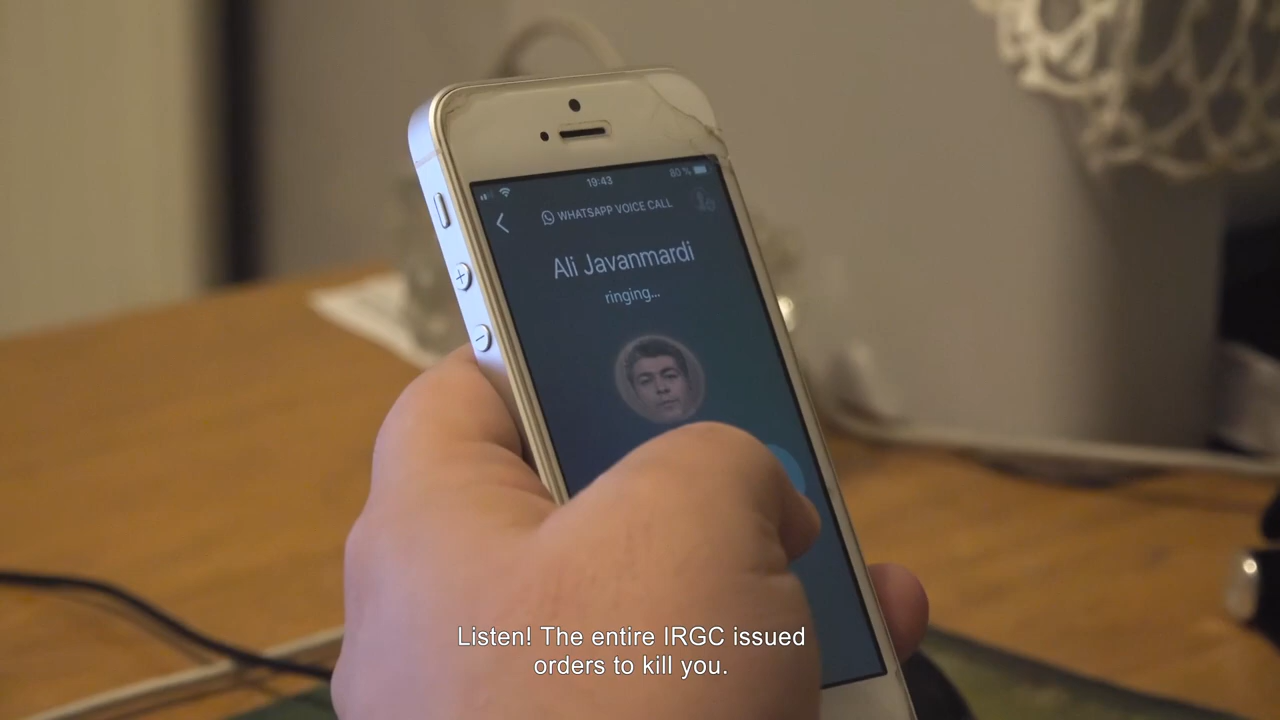 19:43
80 %
WHATSAPP VOICE CALL
Ali Javanmardi
ringing...
Listen! The entire IRGC issued
orders to kill you.